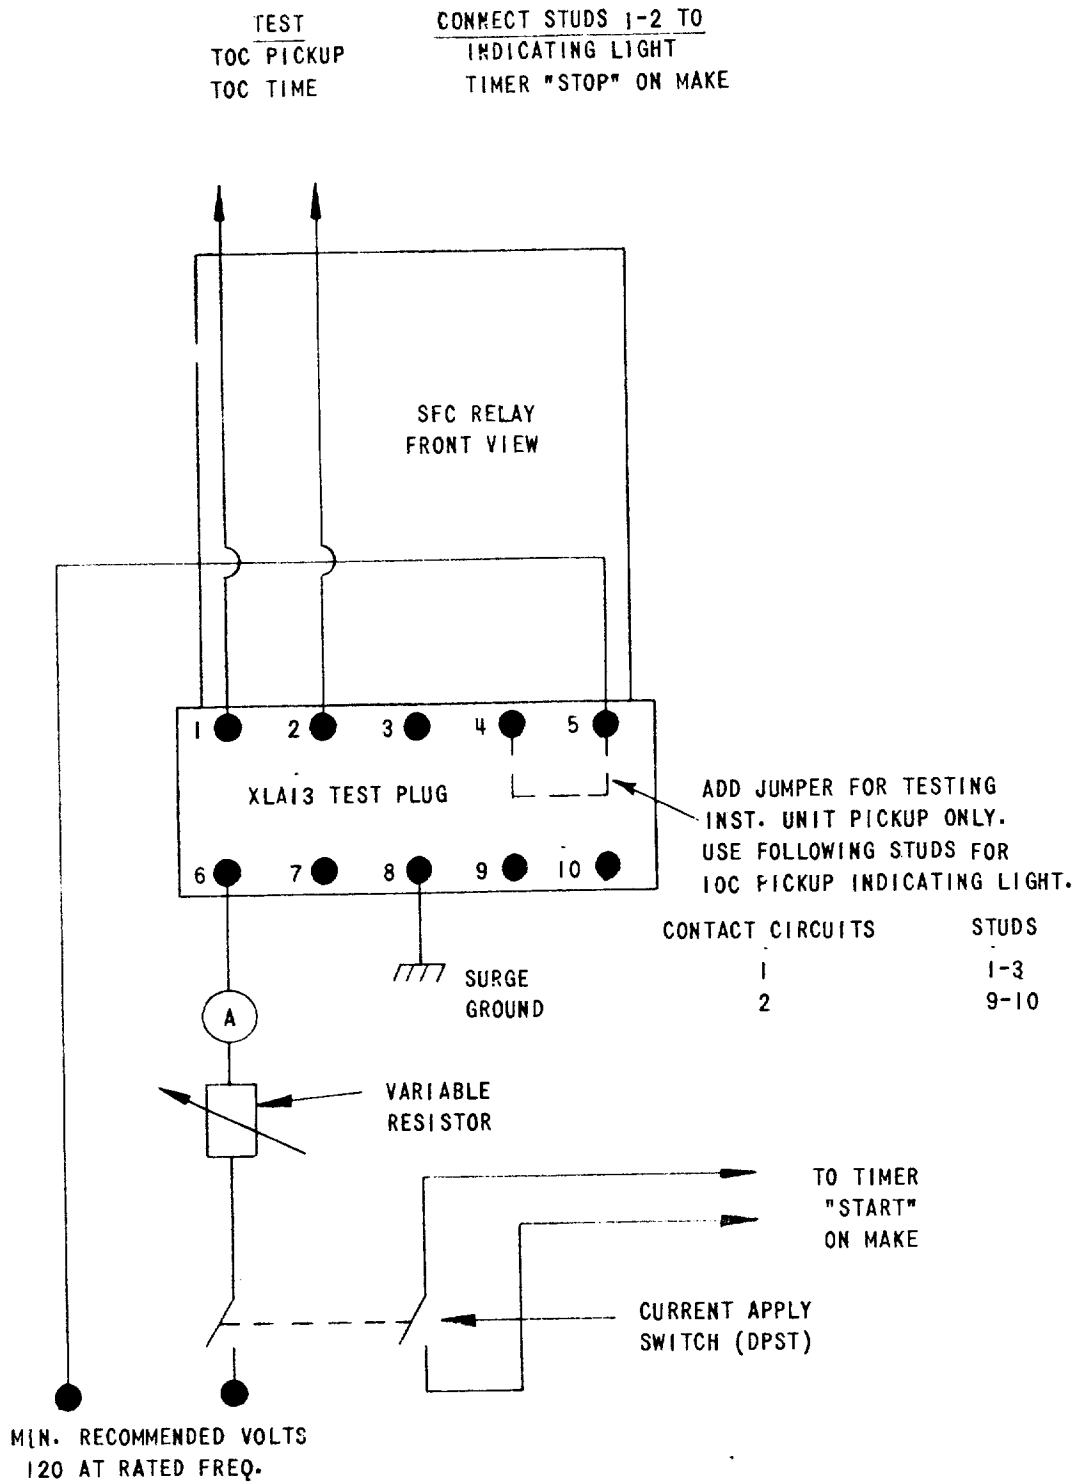 TEST
TOC PICKUP
TOC TIME
CONNECT STUDS 1-2 TO
INDICATING LIGHT
TIMER "STOP" ON MAKE
SFC RELAY
FRONT VIEW
1 2 3 4 5
XLA13 TEST PLUG
6 7 8 9 10
ADD JUMPER FOR TESTING
INST. UNIT PICKUP ONLY.
USE FOLLOWING STUDS FOR
IOC PICKUP INDICATING LIGHT.
CONTACT CIRCUITS STUDS
1 1-3
2 9-10
SURGE
GROUND
A
VARIABLE
RESISTOR
TO TIMER
"START"
ON MAKE
CURRENT APPLY
SWITCH (DPST)
MIN. RECOMMENDED VOLTS
120 AT RATED FREQ.